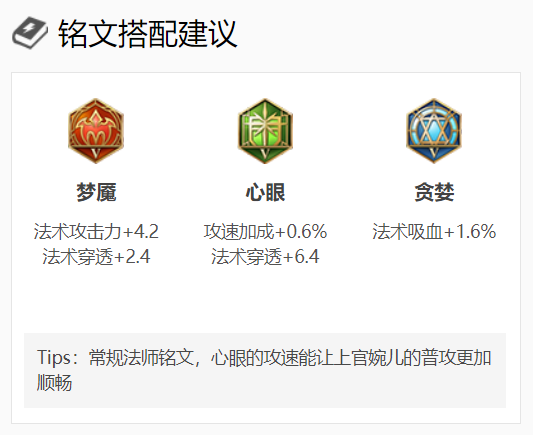 铭文搭配建议
梦魇 心眼 贪婪
法术攻击力+4.2 攻速加成+0.6% 法术吸血+1.6%
法术穿透+2.4 法术穿透+6.4
Tips：常规法师铭文，心眼的攻速能让上官婉儿的普攻更加
顺畅